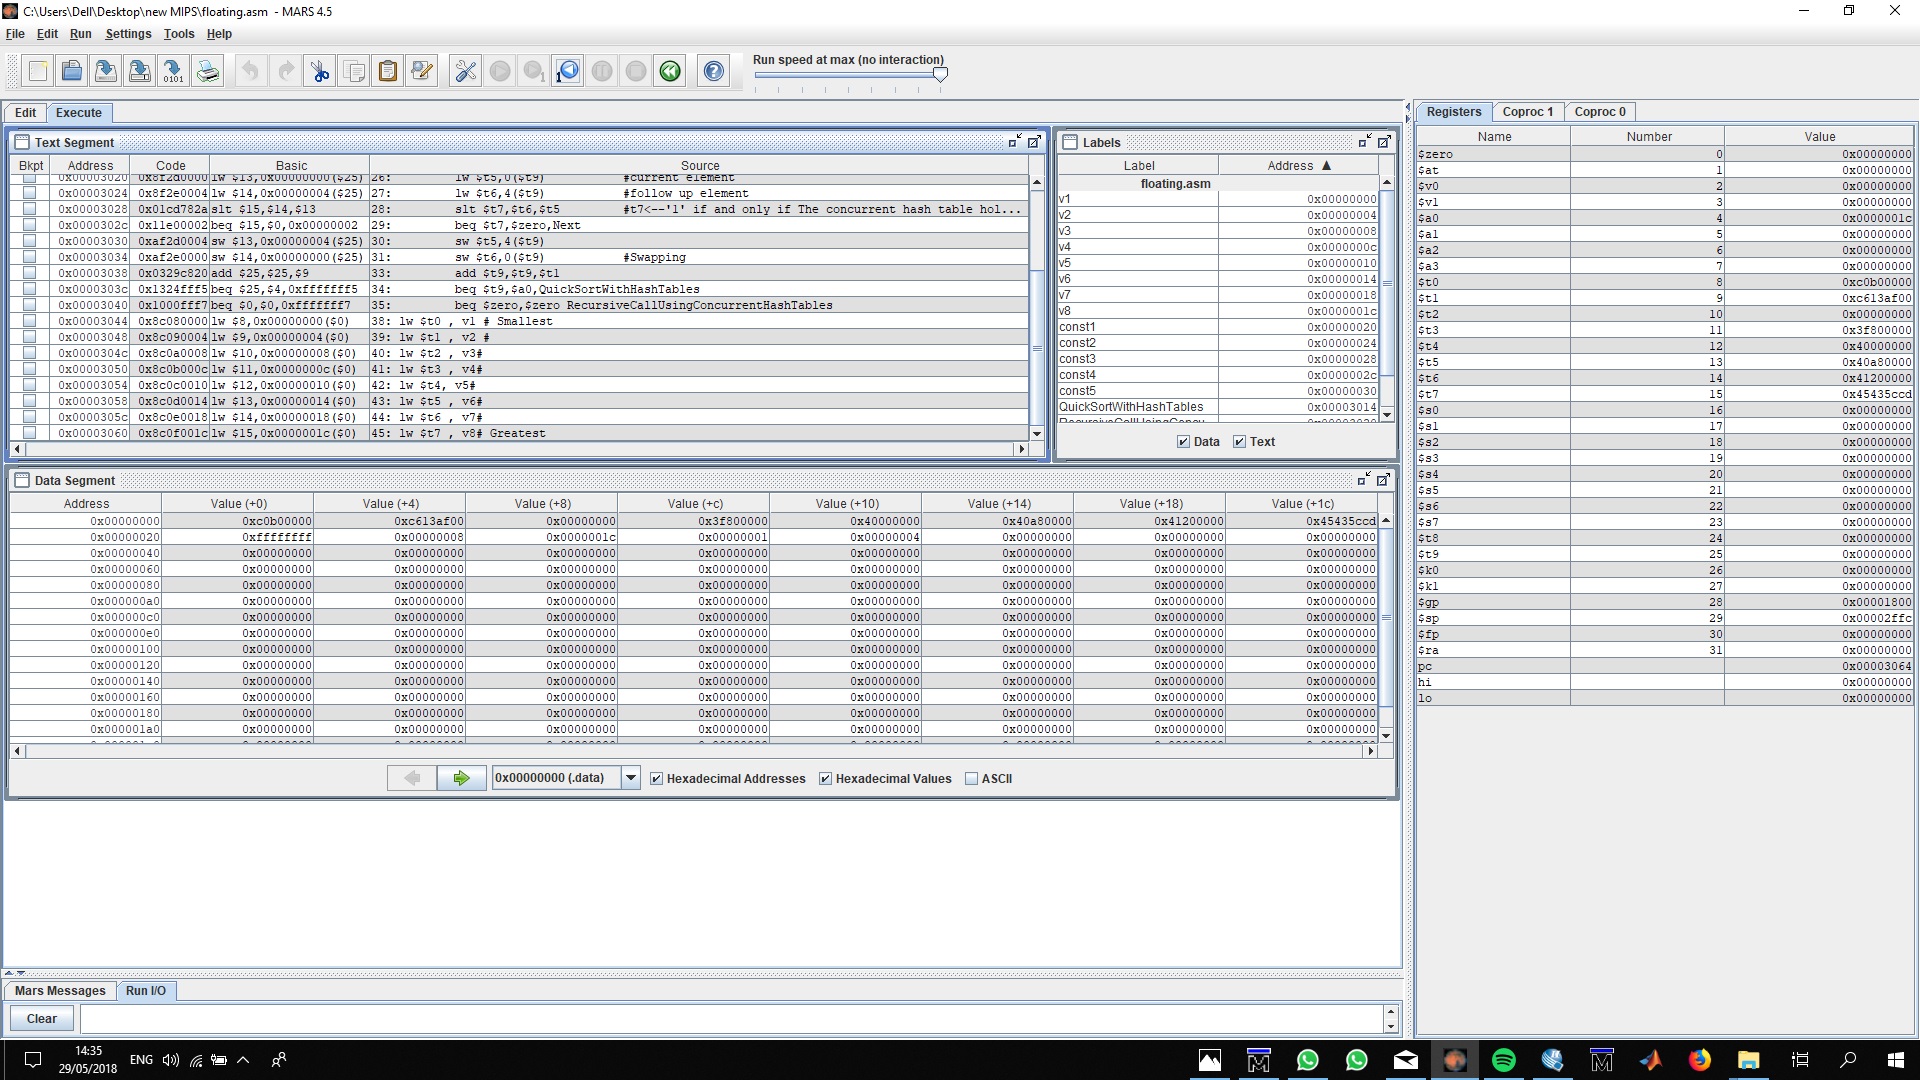 C:\Users\Dell\Desktop\new MIPS\floating.asm - MARS 4.5
File Edit Run Settings Tools Help
Run speed at max (no interaction)
Edit Execute
Text Segment
Bkpt Address Code Basic Source
0x00003020 0x8f2d0000 lw $13,0x00000000($25) 26: lw $t5,0($t9) #current element
0x00003024 0x8f2e0004 lw $14,0x00000004($25) 27: lw $t6,4($t9) #follow up element
0x00003028 0x01cd782a slt $15,$14,$13 28: slt $t7,$t6,$t5 #t7<--'1' if and only if The concurrent hash table hol...
0x0000302c 0x11e00002 beq $15,$0,0x00000002 29: beq $t7,$zero,Next
0x00003030 0xaf2d0004 sw $13,0x00000004($25) 30: sw $t5,4($t9)
0x00003034 0xaf2e0000 sw $14,0x00000000($25) 31: sw $t6,0($t9) #Swapping
0x00003038 0x0329c820 add $25,$25,$9 33: add $t9,$t9,$t1
0x0000303c 0x1324fff5 beq $25,$4,0xfffffff5 34: beq $t9,$a0,QuickSortWithHashTables
0x00003040 0x1000fff7 beq $0,$0,0xfffffff7 35: beq $zero,$zero RecursiveCallUsingConcurrentHashTables
0x00003044 0x8c080000 lw $8,0x00000000($0) 38: lw $t0 , v1 # Smallest
0x00003048 0x8c090004 lw $9,0x00000004($0) 39: lw $t1 , v2 #
0x0000304c 0x8c0a0008 lw $10,0x00000008($0) 40: lw $t2 , v3#
0x00003050 0x8c0b000c lw $11,0x0000000c($0) 41: lw $t3 , v4#
0x00003054 0x8c0c0010 lw $12,0x00000010($0) 42: lw $t4, v5#
0x00003058 0x8c0d0014 lw $13,0x00000014($0) 43: lw $t5 , v6#
0x0000305c 0x8c0e0018 lw $14,0x00000018($0) 44: lw $t6 , v7#
0x00003060 0x8c0f001c lw $15,0x0000001c($0) 45: lw $t7 , v8# Greatest
Labels
Label Address ▲
floating.asm
v1 0x00000000
v2 0x00000004
v3 0x00000008
v4 0x0000000c
v5 0x00000010
v6 0x00000014
v7 0x00000018
v8 0x0000001c
const1 0x00000020
const2 0x00000024
const3 0x00000028
const4 0x0000002c
const5 0x00000030
QuickSortWithHashTables 0x00003014
Data Text
Data Segment
Address Value (+0) Value (+4) Value (+8) Value (+c) Value (+10) Value (+14) Value (+18) Value (+1c)
0x00000000 0xc0b00000 0xc613af00 0x00000000 0x3f800000 0x40000000 0x40a80000 0x41200000 0x45435ccd
0x00000020 0xffffffff 0x00000008 0x0000001c 0x00000001 0x00000004 0x00000000 0x00000000 0x00000000
0x00000040 0x00000000 0x00000000 0x00000000 0x00000000 0x00000000 0x00000000 0x00000000 0x00000000
0x00000060 0x00000000 0x00000000 0x00000000 0x00000000 0x00000000 0x00000000 0x00000000 0x00000000
0x00000080 0x00000000 0x00000000 0x00000000 0x00000000 0x00000000 0x00000000 0x00000000 0x00000000
0x000000a0 0x00000000 0x00000000 0x00000000 0x00000000 0x00000000 0x00000000 0x00000000 0x00000000
0x000000c0 0x00000000 0x00000000 0x00000000 0x00000000 0x00000000 0x00000000 0x00000000 0x00000000
0x000000e0 0x00000000 0x00000000 0x00000000 0x00000000 0x00000000 0x00000000 0x00000000 0x00000000
0x00000100 0x00000000 0x00000000 0x00000000 0x00000000 0x00000000 0x00000000 0x00000000 0x00000000
0x00000120 0x00000000 0x00000000 0x00000000 0x00000000 0x00000000 0x00000000 0x00000000 0x00000000
0x00000140 0x00000000 0x00000000 0x00000000 0x00000000 0x00000000 0x00000000 0x00000000 0x00000000
0x00000160 0x00000000 0x00000000 0x00000000 0x00000000 0x00000000 0x00000000 0x00000000 0x00000000
0x00000180 0x00000000 0x00000000 0x00000000 0x00000000 0x00000000 0x00000000 0x00000000 0x00000000
0x000001a0 0x00000000 0x00000000 0x00000000 0x00000000 0x00000000 0x00000000 0x00000000 0x00000000
0x00000000 (.data) Hexadecimal Addresses Hexadecimal Values ASCII
Mars Messages Run I/O
Clear
Registers Coproc 1 Coproc 0
Name Number Value
$zero 0 0x00000000
$at 1 0x00000000
$v0 2 0x00000000
$v1 3 0x00000000
$a0 4 0x0000001c
$a1 5 0x00000000
$a2 6 0x00000000
$a3 7 0x00000000
$t0 8 0xc0b00000
$t1 9 0xc613af00
$t2 10 0x00000000
$t3 11 0x3f800000
$t4 12 0x40000000
$t5 13 0x40a80000
$t6 14 0x41200000
$t7 15 0x45435ccd
$s0 16 0x00000000
$s1 17 0x00000000
$s2 18 0x00000000
$s3 19 0x00000000
$s4 20 0x00000000
$s5 21 0x00000000
$s6 22 0x00000000
$s7 23 0x00000000
$t8 24 0x00000000
$t9 25 0x00000000
$k0 26 0x00000000
$k1 27 0x00000000
$gp 28 0x00001800
$sp 29 0x00002ffc
$fp 30 0x00000000
$ra 31 0x00000000
pc 0x00003064
hi 0x00000000
lo 0x00000000
14:35
29/05/2018
ENG